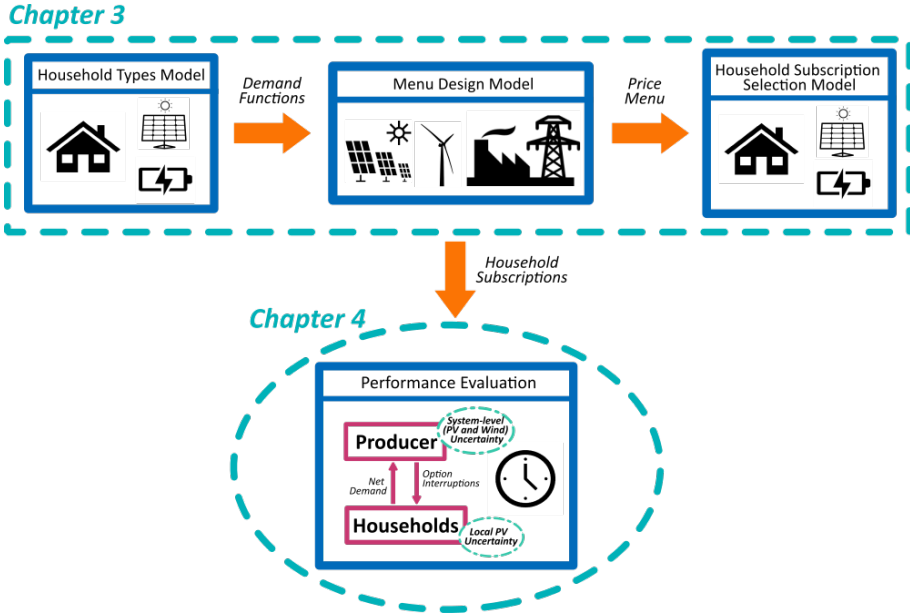 Chapter 3
Household Types Model
Demand
Functions
Menu Design Model
Price
Menu
Household Subscription
Selection Model
Household
Subscriptions
Chapter 4
Performance Evaluation
System-level
(PV and Wind)
Uncertainty
Producer
Net
Demand
Option
Interruptions
Households
Local PV
Uncertainty